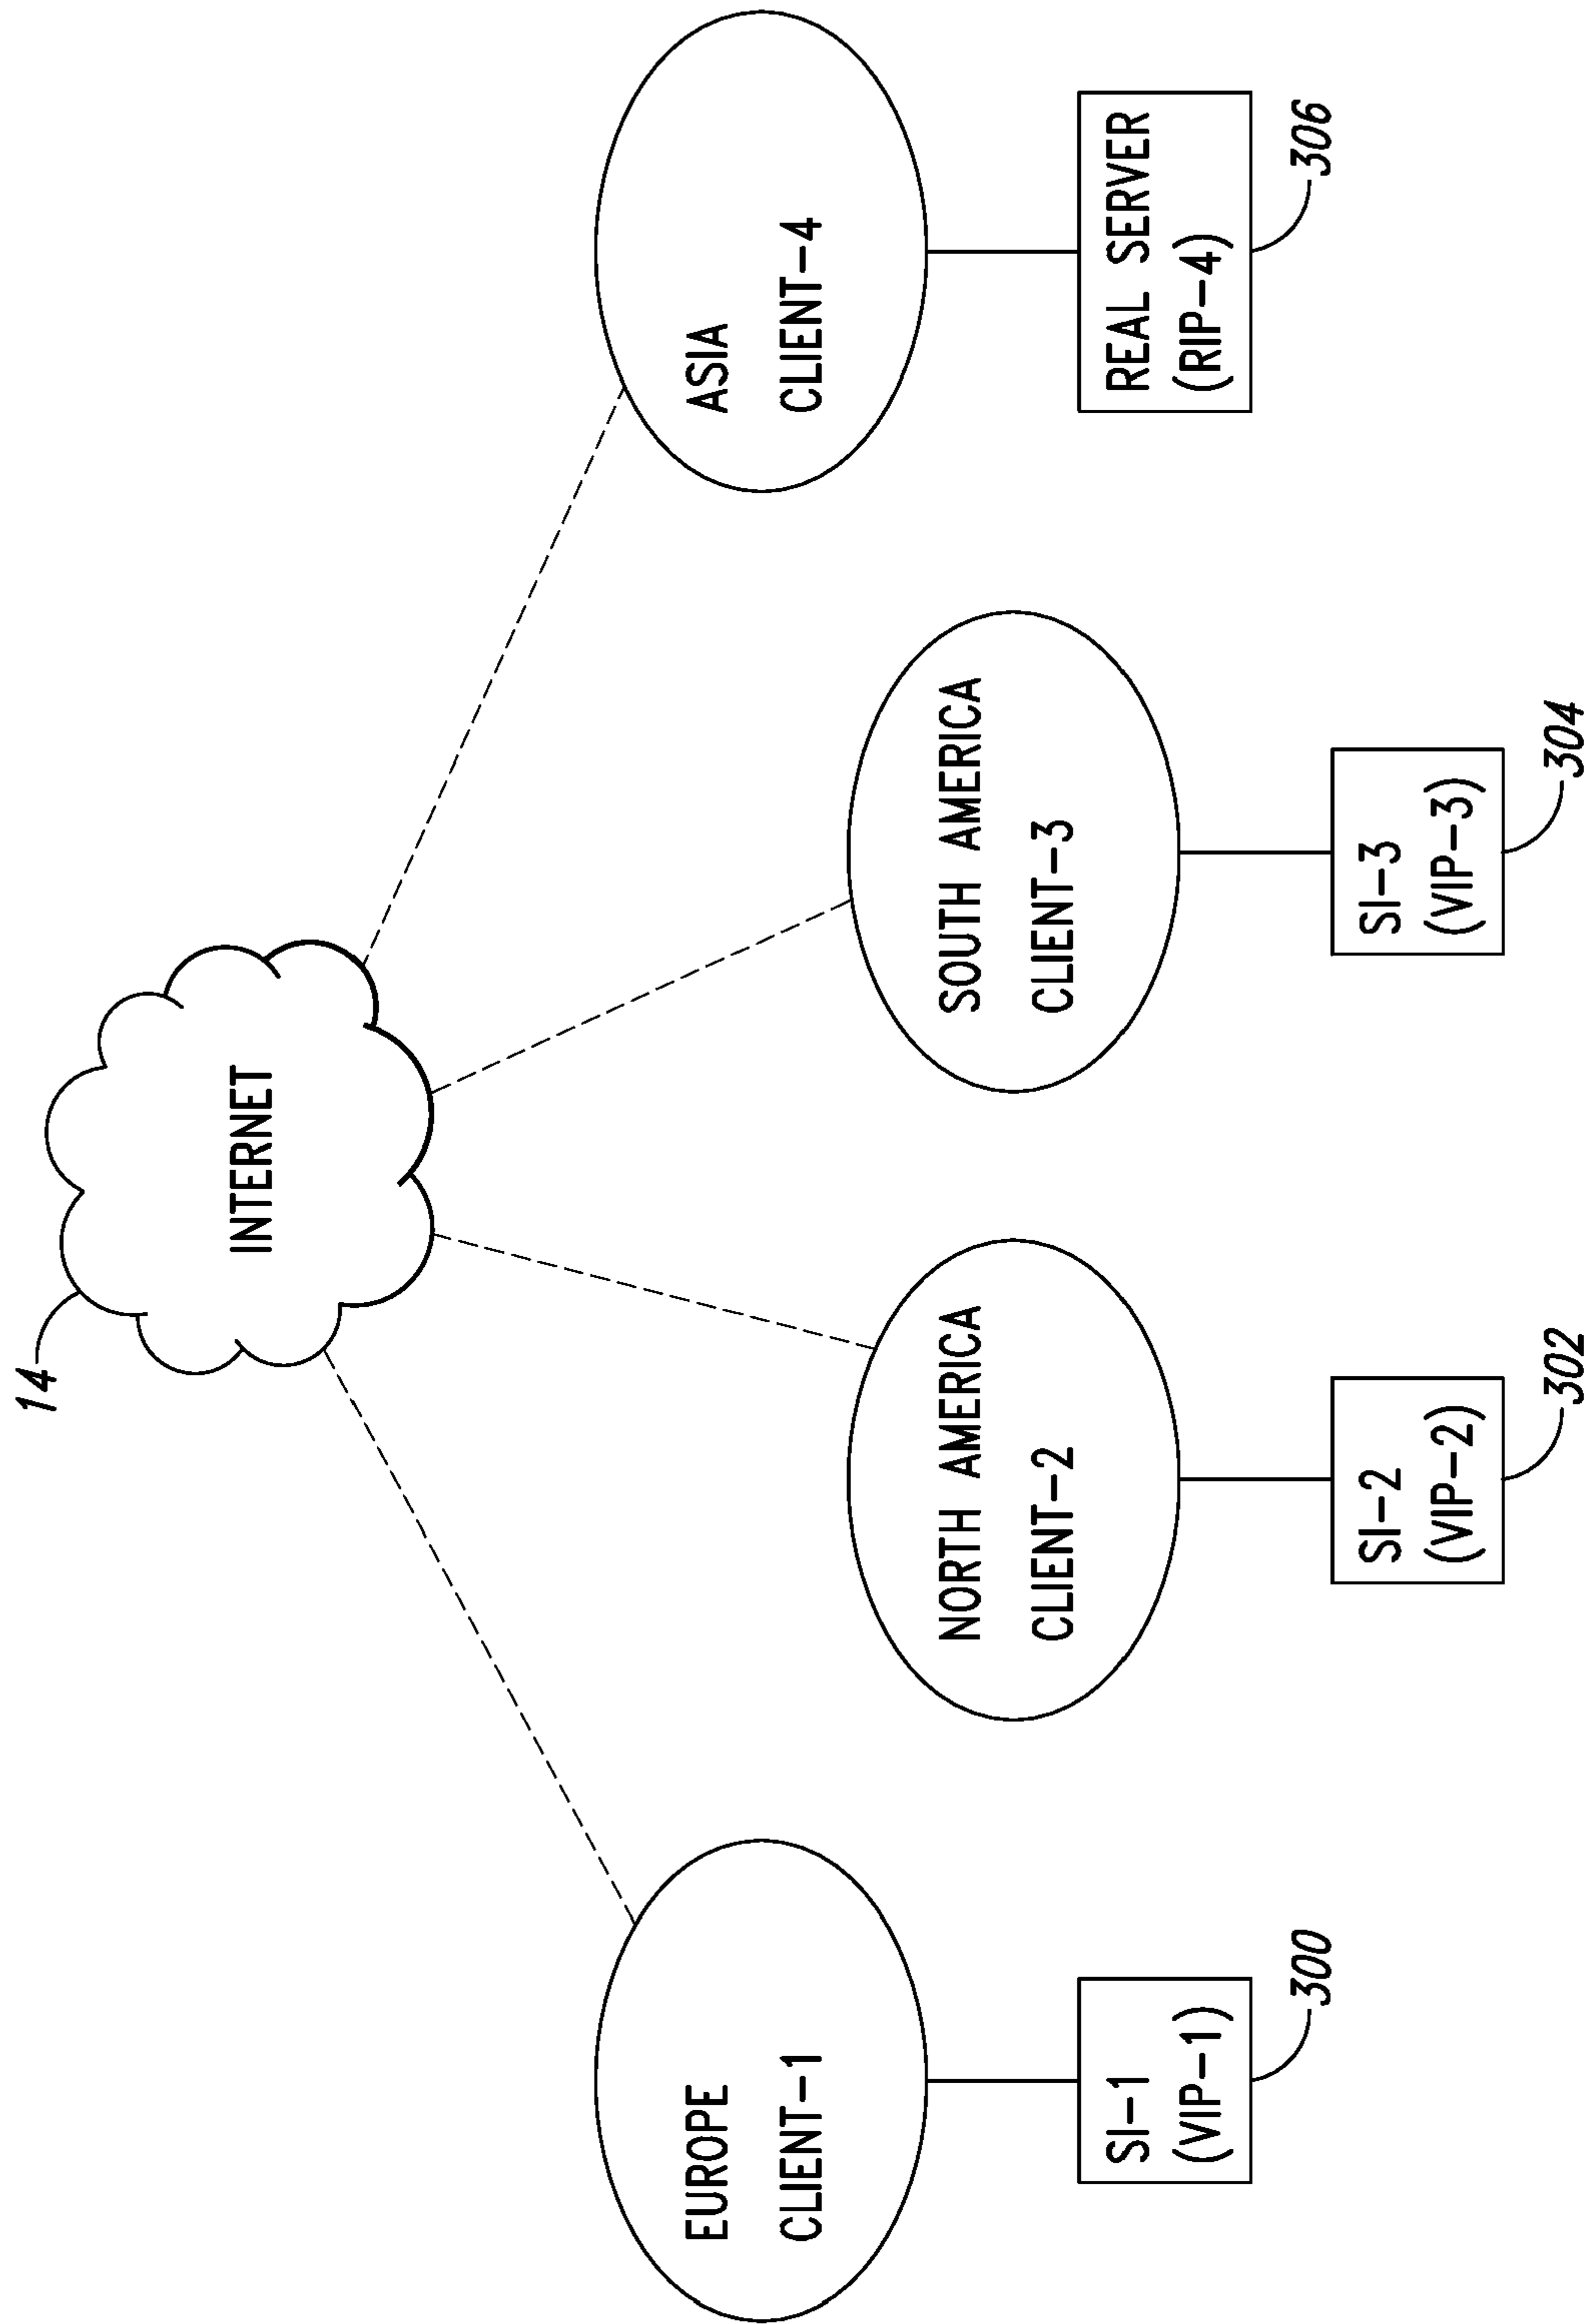 14
INTERNET
EUROPE
CLIENT-1
SI-1
(VIP-1)
300
NORTH AMERICA
CLIENT-2
SI-2
(VIP-2)
302
SOUTH AMERICA
CLIENT-3
SI-3
(VIP-3)
304
ASIA
CLIENT-4
REAL SERVER
(RIP-4)
306